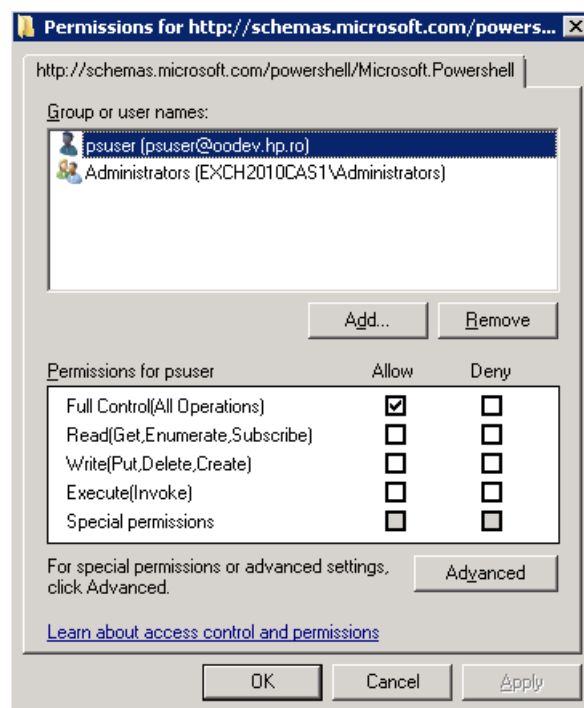 Permissions for http://schemas.microsoft.com/powers...
http://schemas.microsoft.com/powershell/Microsoft.Powershell
Group or user names:
psuser (psuser@oodev.hp.ro)
Administrators (EXCH2010CAS1\Administrators)
Add... Remove
Permissions for psuser Allow Deny
Full Control(All Operations)
Read(Get,Enumerate,Subscribe)
Write(Put,Delete,Create)
Execute(Invoke)
Special permissions
For special permissions or advanced settings,
click Advanced.
Advanced
Learn about access control and permissions
OK Cancel Apply